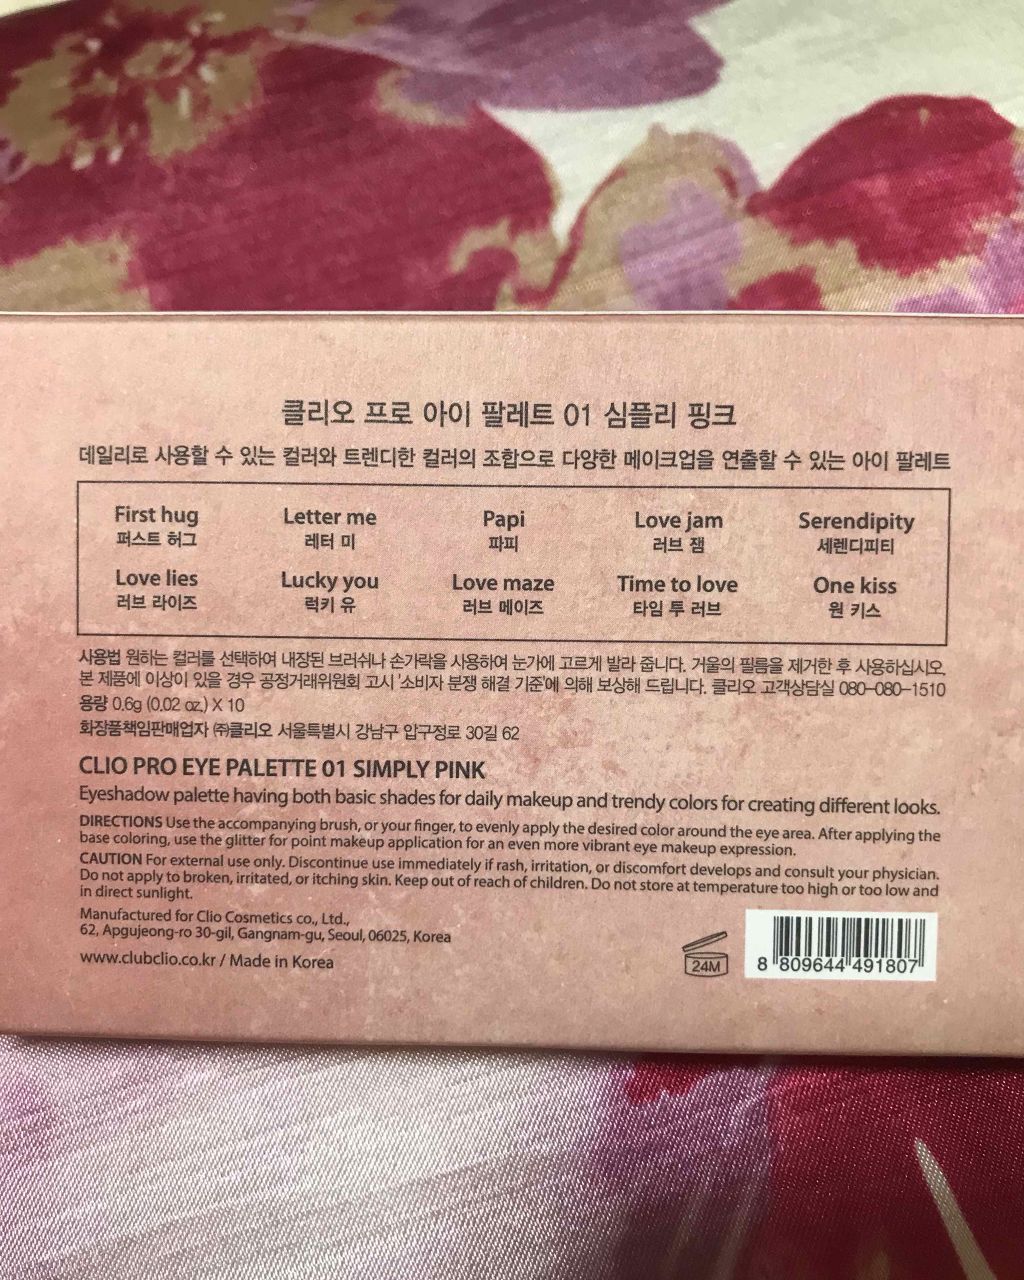 클리오 프로 아이 팔레트 01 심플리 핑크
데일리로 사용할 수 있는 컬러와 트렌디한 컬러의 조합으로 다양한 메이크업을 연출할 수 있는 아이 팔레트
First hug Letter me Papi Love jam Serendipity
퍼스트 허그 레터 미 파피 러브 잼 세렌디피티
Love lies Lucky you Love maze Time to love One kiss
러브 라이즈 럭키 유 러브 메이즈 타임 투 러브 원 키스
사용법 원하는 컬러를 선택하여 내장된 브러쉬나 손가락을 사용하여 눈가에 고르게 발라 줍니다. 거울의 필름을 제거한 후 사용하십시오.
본 제품에 이상이 있을 경우 공정거래위원회 고시 '소비자 분쟁 해결 기준'에 의해 보상해 드립니다. 클리오 고객상담실 080-080-1510
용량 0.6g (0.02 oz.) X 10
화장품책임판매업자 ㈜클리오 서울특별시 강남구 압구정로 30길 62
CLIO PRO EYE PALETTE 01 SIMPLY PINK
Eyeshadow palette having both basic shades for daily makeup and trendy colors for creating different looks.
DIRECTIONS Use the accompanying brush, or your finger, to evenly apply the desired color around the eye area. After applying the
base coloring, use the glitter for point makeup application for an even more vibrant eye makeup expression.
CAUTION For external use only. Discontinue use immediately if rash, irritation, or discomfort develops and consult your physician.
Do not apply to broken, irritated, or itching skin. Keep out of reach of children. Do not store at temperature too high or too low and
in direct sunlight.
Manufactured for Clio Cosmetics co., Ltd.,
62, Apgujeong-ro 30-gil, Gangnam-gu, Seoul, 06025, Korea
www.clubclio.co.kr / Made in Korea
24M
8 809644 491807